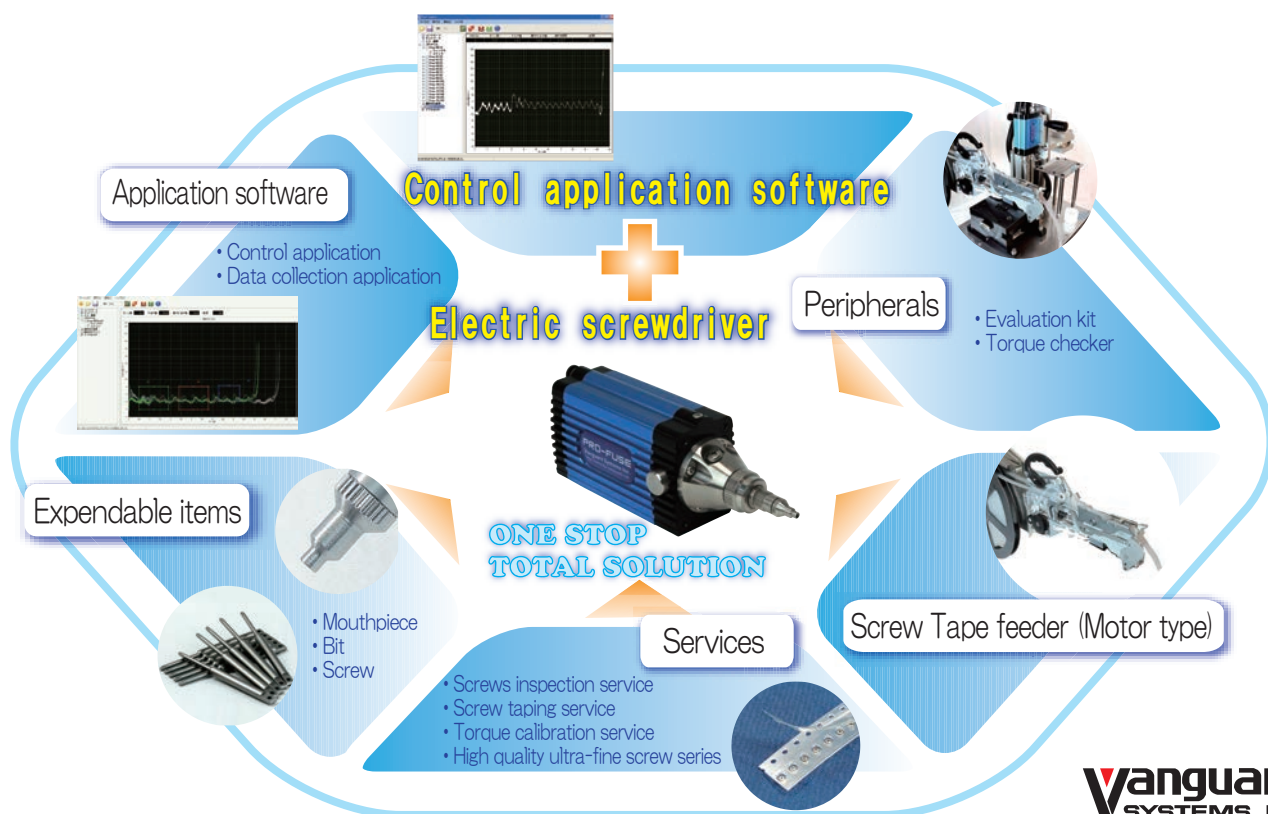 Control application software
Application software
• Control application
• Data collection application
Electric screwdriver
Peripherals
• Evaluation kit
• Torque checker
PRO-FUSE
Expendable items
• Mouthpiece
• Bit
• Screw
ONE STOP
TOTAL SOLUTION
Screw Tape feeder (Motor type)
Services
• Screws inspection service
• Screw taping service
• Torque calibration service
• High quality ultra-fine screw series
SYSTEMS